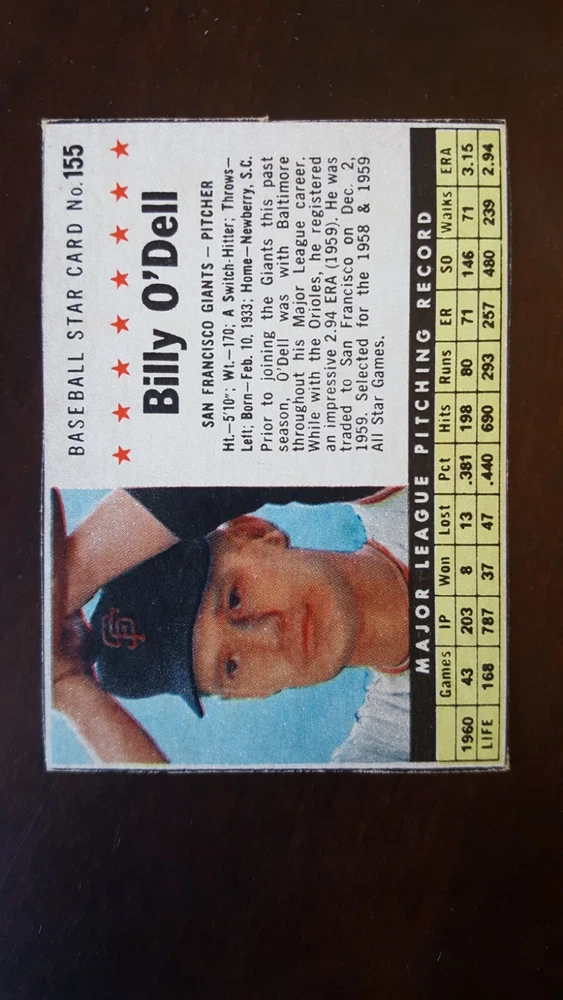 BASEBALL STAR CARD No. 155
★ ★ ★ ★ ★ ★ ★ ★
Billy O'Dell
SAN FRANCISCO GIANTS – PITCHER
Ht.—5'10"; Wt.—170; A Switch-Hitter; Throws—
Left; Born—Feb. 10, 1933; Home—Newberry, S.C.
Prior to joining the Giants this past
season, O'Dell was with Baltimore
throughout his Major League career.
While with the Orioles, he registered
an impressive 2.94 ERA (1959). He was
traded to San Francisco on Dec. 2,
1959. Selected for the 1958 & 1959
All Star Games.
SF
MAJOR LEAGUE PITCHING RECORD
Games IP Won Lost Pct Hits Runs ER SO Walks ERA
1960 43 203 8 13 .381 198 80 71 146 71 3.15
LIFE 168 787 37 47 .440 690 293 257 480 239 2.94